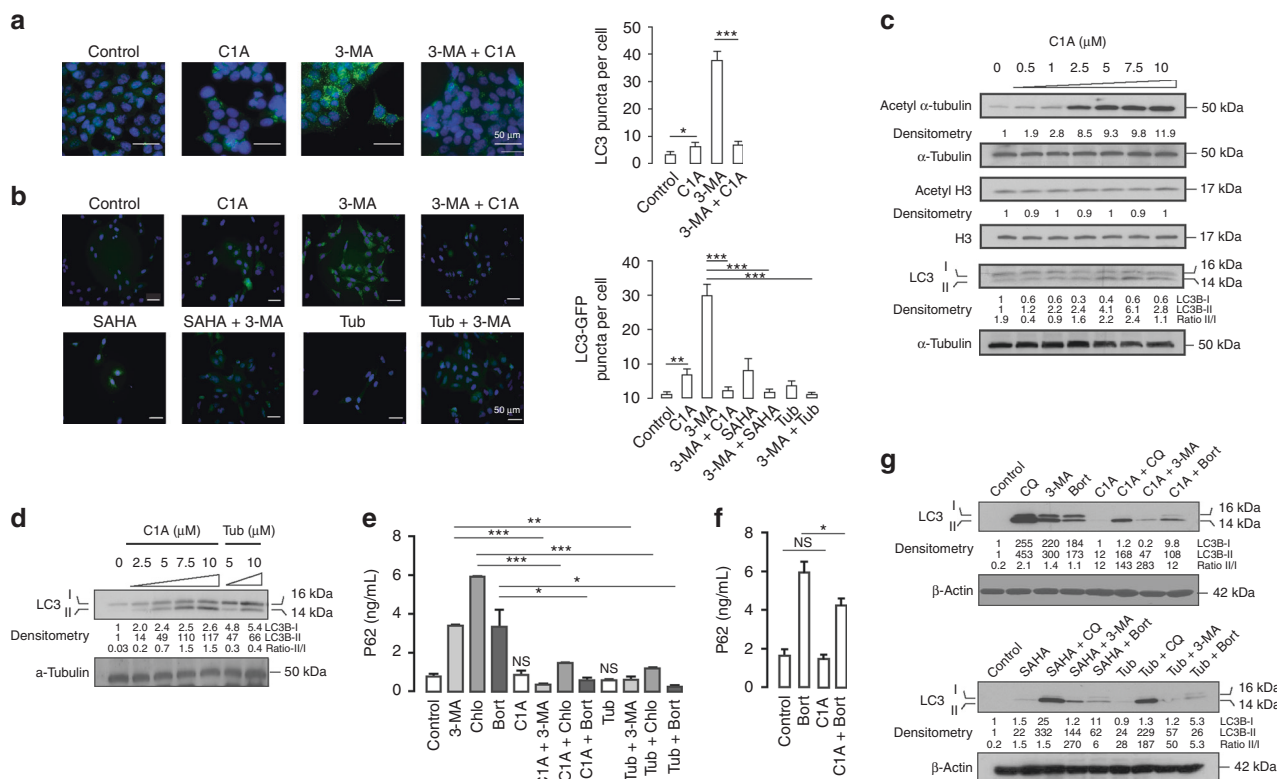 a
Control
C1A
3-MA
3-MA + C1A
50 µm
LC3 puncta per cell
50
40
30
20
10
0
***
*
Control
C1A
3-MA
3-MA + C1A
b
Control
C1A
3-MA
3-MA + C1A
SAHA
SAHA + 3-MA
Tub
Tub + 3-MA
50 µm
LC3-GFP
puncta per cell
40
30
20
10
10
***
***
***
**
Control
C1A
3-MA
3-MA + C1A
SAHA
3-MA + SAHA
Tub
3-MA + Tub
c
C1A (µM)
0 0.5 1 2.5 5 7.5 10
Acetyl α-tubulin 50 kDa
Densitometry 1 1.9 2.8 8.5 9.3 9.8 11.9
α-Tubulin 50 kDa
Acetyl H3 17 kDa
Densitometry 1 0.9 1 0.9 1 0.9 1
H3 17 kDa
LC3 I II 16 kDa 14 kDa
1 0.6 0.6 0.3 0.4 0.6 0.6 LC3B-I
Densitometry 1 1.2 2.2 2.4 4.1 6.1 2.8 LC3B-II
1.9 0.4 0.9 1.6 2.2 2.4 1.1 Ratio II/I
α-Tubulin 50 kDa
d
C1A (µM) Tub (µM)
0 2.5 5 7.5 10 5 10
LC3 I II 16 kDa 14 kDa
1 2.0 2.4 2.5 2.6 4.8 5.4 LC3B-I
Densitometry 1 14 49 110 117 47 66 LC3B-II
0.03 0.2 0.7 1.5 1.5 0.3 0.4 Ratio-II/I
a-Tubulin 50 kDa
e
P62 (ng/mL)
8
6
4
2
0
**
***
***
***
*
*
NS
NS
Control
3-MA
Chlo
Bort
C1A
C1A + 3-MA
C1A + Chlo
C1A + Bort
Tub
Tub + 3-MA
Tub + Chlo
Tub + Bort
f
P62 (ng/mL)
8
6
4
2
0
*
NS
Control
Bort
C1A
C1A + Bort
g
Control
CQ
3-MA
Bort
C1A
C1A + CQ
C1A + 3-MA
C1A + Bort
LC3 I II 16 kDa 14 kDa
1 255 220 184 1 1.2 0.2 9.8 LC3B-I
Densitometry 1 453 300 173 12 168 47 108 LC3B-II
0.2 2.1 1.4 1.1 12 143 283 12 Ratio II/I
β-Actin 42 kDa
Control
SAHA
SAHA + CQ
SAHA + 3-MA
SAHA + Bort
Tub
Tub + CQ
Tub + 3-MA
Tub + Bort
LC3 I II 16 kDa 14 kDa
1 1.5 25 1.2 11 0.9 1.3 1.2 5.3 LC3B-I
Densitometry 1 22 332 144 62 24 229 57 26 LC3B-II
0.2 1.5 1.5 270 6 28 187 50 5.3 Ratio II/I
β-Actin 42 kDa